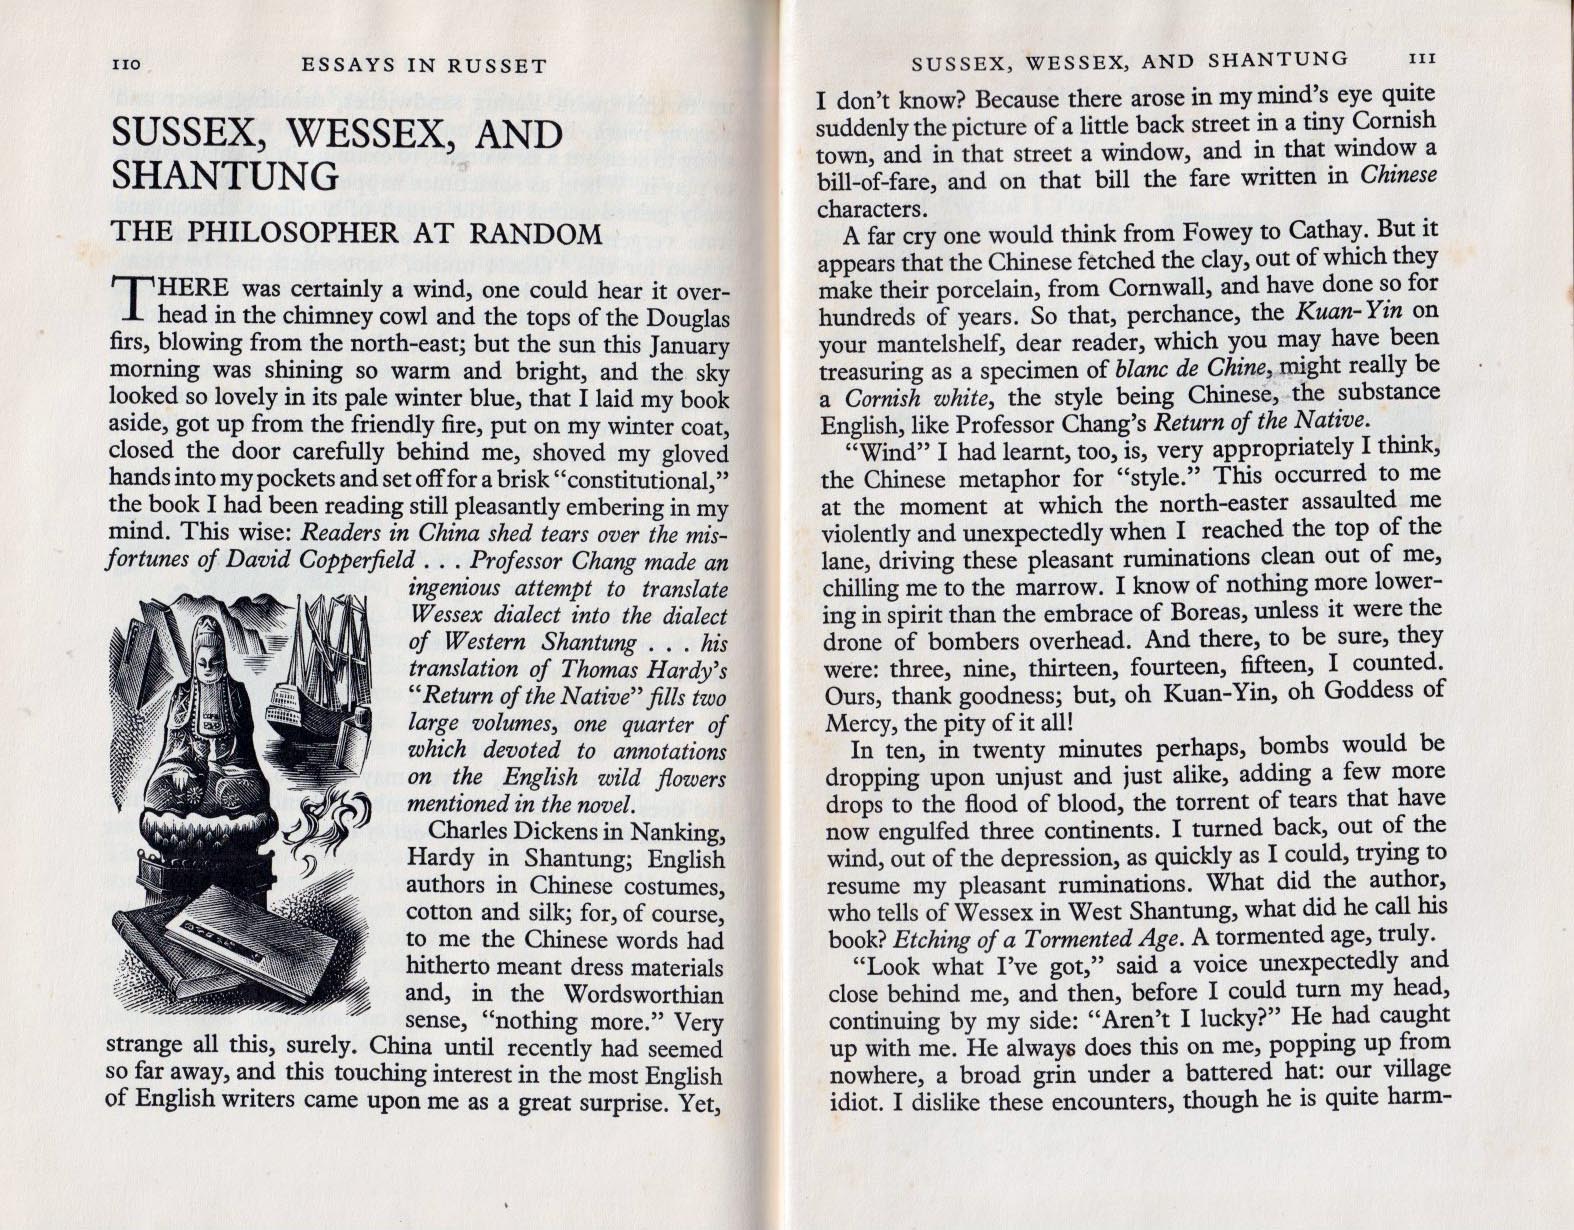 110 ESSAYS IN RUSSET
SUSSEX, WESSEX, AND
SHANTUNG
THE PHILOSOPHER AT RANDOM
THERE was certainly a wind, one could hear it over-
head in the chimney cowl and the tops of the Douglas
firs, blowing from the north-east; but the sun this January
morning was shining so warm and bright, and the sky
looked so lovely in its pale winter blue, that I laid my book
aside, got up from the friendly fire, put on my winter coat,
closed the door carefully behind me, shoved my gloved
hands into my pockets and set off for a brisk “constitutional,”
the book I had been reading still pleasantly embering in my
mind. This wise: Readers in China shed tears over the mis-
fortunes of David Copperfield . . . Professor Chang made an
ingenious attempt to translate
Wessex dialect into the dialect
of Western Shantung . . . his
translation of Thomas Hardy’s
“Return of the Native” fills two
large volumes, one quarter of
which devoted to annotations
on the English wild flowers
mentioned in the novel.
Charles Dickens in Nanking,
Hardy in Shantung; English
authors in Chinese costumes,
cotton and silk; for, of course,
to me the Chinese words had
hitherto meant dress materials
and, in the Wordsworthian
sense, “nothing more.” Very
strange all this, surely. China until recently had seemed
so far away, and this touching interest in the most English
of English writers came upon me as a great surprise. Yet,
SUSSEX, WESSEX, AND SHANTUNG 111
I don’t know? Because there arose in my mind’s eye quite
suddenly the picture of a little back street in a tiny Cornish
town, and in that street a window, and in that window a
bill-of-fare, and on that bill the fare written in Chinese
characters.
A far cry one would think from Fowey to Cathay. But it
appears that the Chinese fetched the clay, out of which they
make their porcelain, from Cornwall, and have done so for
hundreds of years. So that, perchance, the Kuan-Yin on
your mantelshelf, dear reader, which you may have been
treasuring as a specimen of blanc de Chine, might really be
a Cornish white, the style being Chinese, the substance
English, like Professor Chang’s Return of the Native.
“Wind” I had learnt, too, is, very appropriately I think,
the Chinese metaphor for “style.” This occurred to me
at the moment at which the north-easter assaulted me
violently and unexpectedly when I reached the top of the
lane, driving these pleasant ruminations clean out of me,
chilling me to the marrow. I know of nothing more lower-
ing in spirit than the embrace of Boreas, unless it were the
drone of bombers overhead. And there, to be sure, they
were: three, nine, thirteen, fourteen, fifteen, I counted.
Ours, thank goodness; but, oh Kuan-Yin, oh Goddess of
Mercy, the pity of it all!
In ten, in twenty minutes perhaps, bombs would be
dropping upon unjust and just alike, adding a few more
drops to the flood of blood, the torrent of tears that have
now engulfed three continents. I turned back, out of the
wind, out of the depression, as quickly as I could, trying to
resume my pleasant ruminations. What did the author,
who tells of Wessex in West Shantung, what did he call his
book? Etching of a Tormented Age. A tormented age, truly.
“Look what I’ve got,” said a voice unexpectedly and
close behind me, and then, before I could turn my head,
continuing by my side: “Aren’t I lucky?” He had caught
up with me. He always does this on me, popping up from
nowhere, a broad grin under a battered hat: our village
idiot. I dislike these encounters, though he is quite harm-